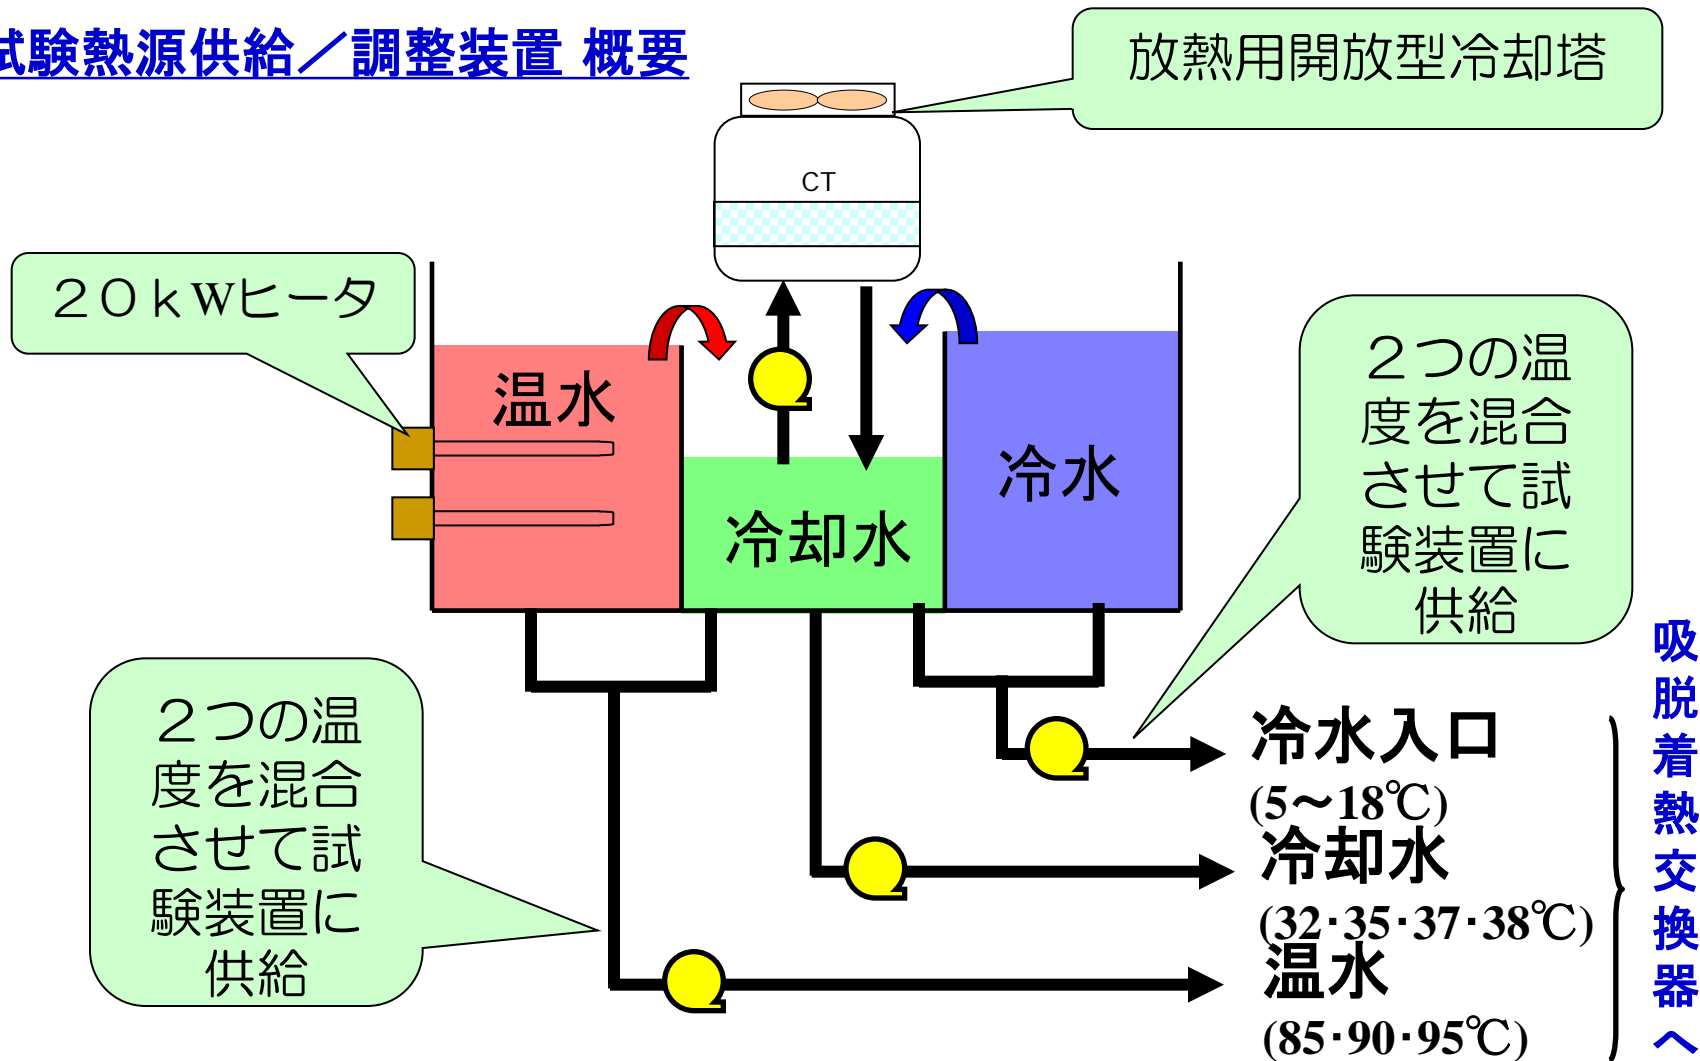 試験熱源供給／調整装置 概要
放熱用開放型冷却塔
CT
２０ｋWヒータ
温水
冷却水
冷水
２つの温
度を混合
させて試
験装置に
供給
２つの温
度を混合
させて試
験装置に
供給
冷水入口
(5～18℃)
冷却水
(32･35･37･38℃)
温水
(85･90･95℃)
吸脱着熱交換器へ